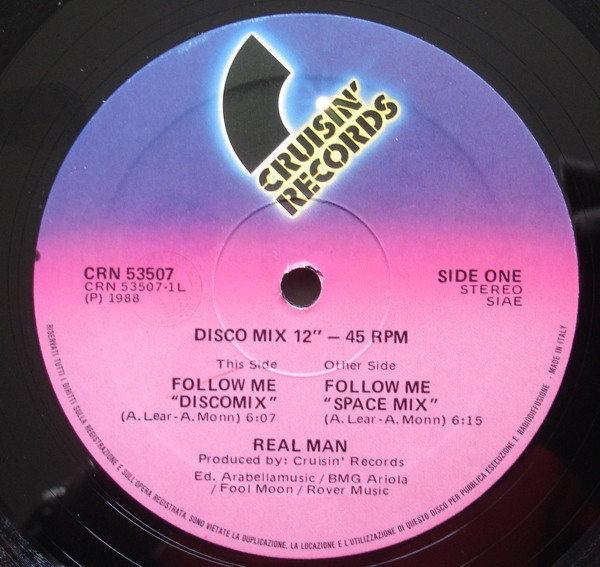 CRUISIN'
RECORDS
CRN 53507
CRN 53507-1L
(P) 1988
SIDE ONE
STEREO
SIAE
DISCO MIX 12" – 45 RPM
This Side
FOLLOW ME
"DISCOMIX"
(A. Lear-A. Monn) 6:07
Other Side
FOLLOW ME
"SPACE MIX"
(A. Lear-A. Monn) 6:15
REAL MAN
Produced by: Cruisin' Records
Ed. Arabellamusic / BMG Ariola
/ Fool Moon / Rover Music
RISERVATI TUTTI I DIRITTI SULLA REGISTRAZIONE E SULL'OPERA REGISTRATA. SONO VIETATE LA DUPLICAZIONE, LA LOCAZIONE E L'UTILIZZAZIONE DI QUESTO DISCO PER PUBBLICA ESECUZIONE E RADIODIFFUSIONE. - MADE IN ITALY